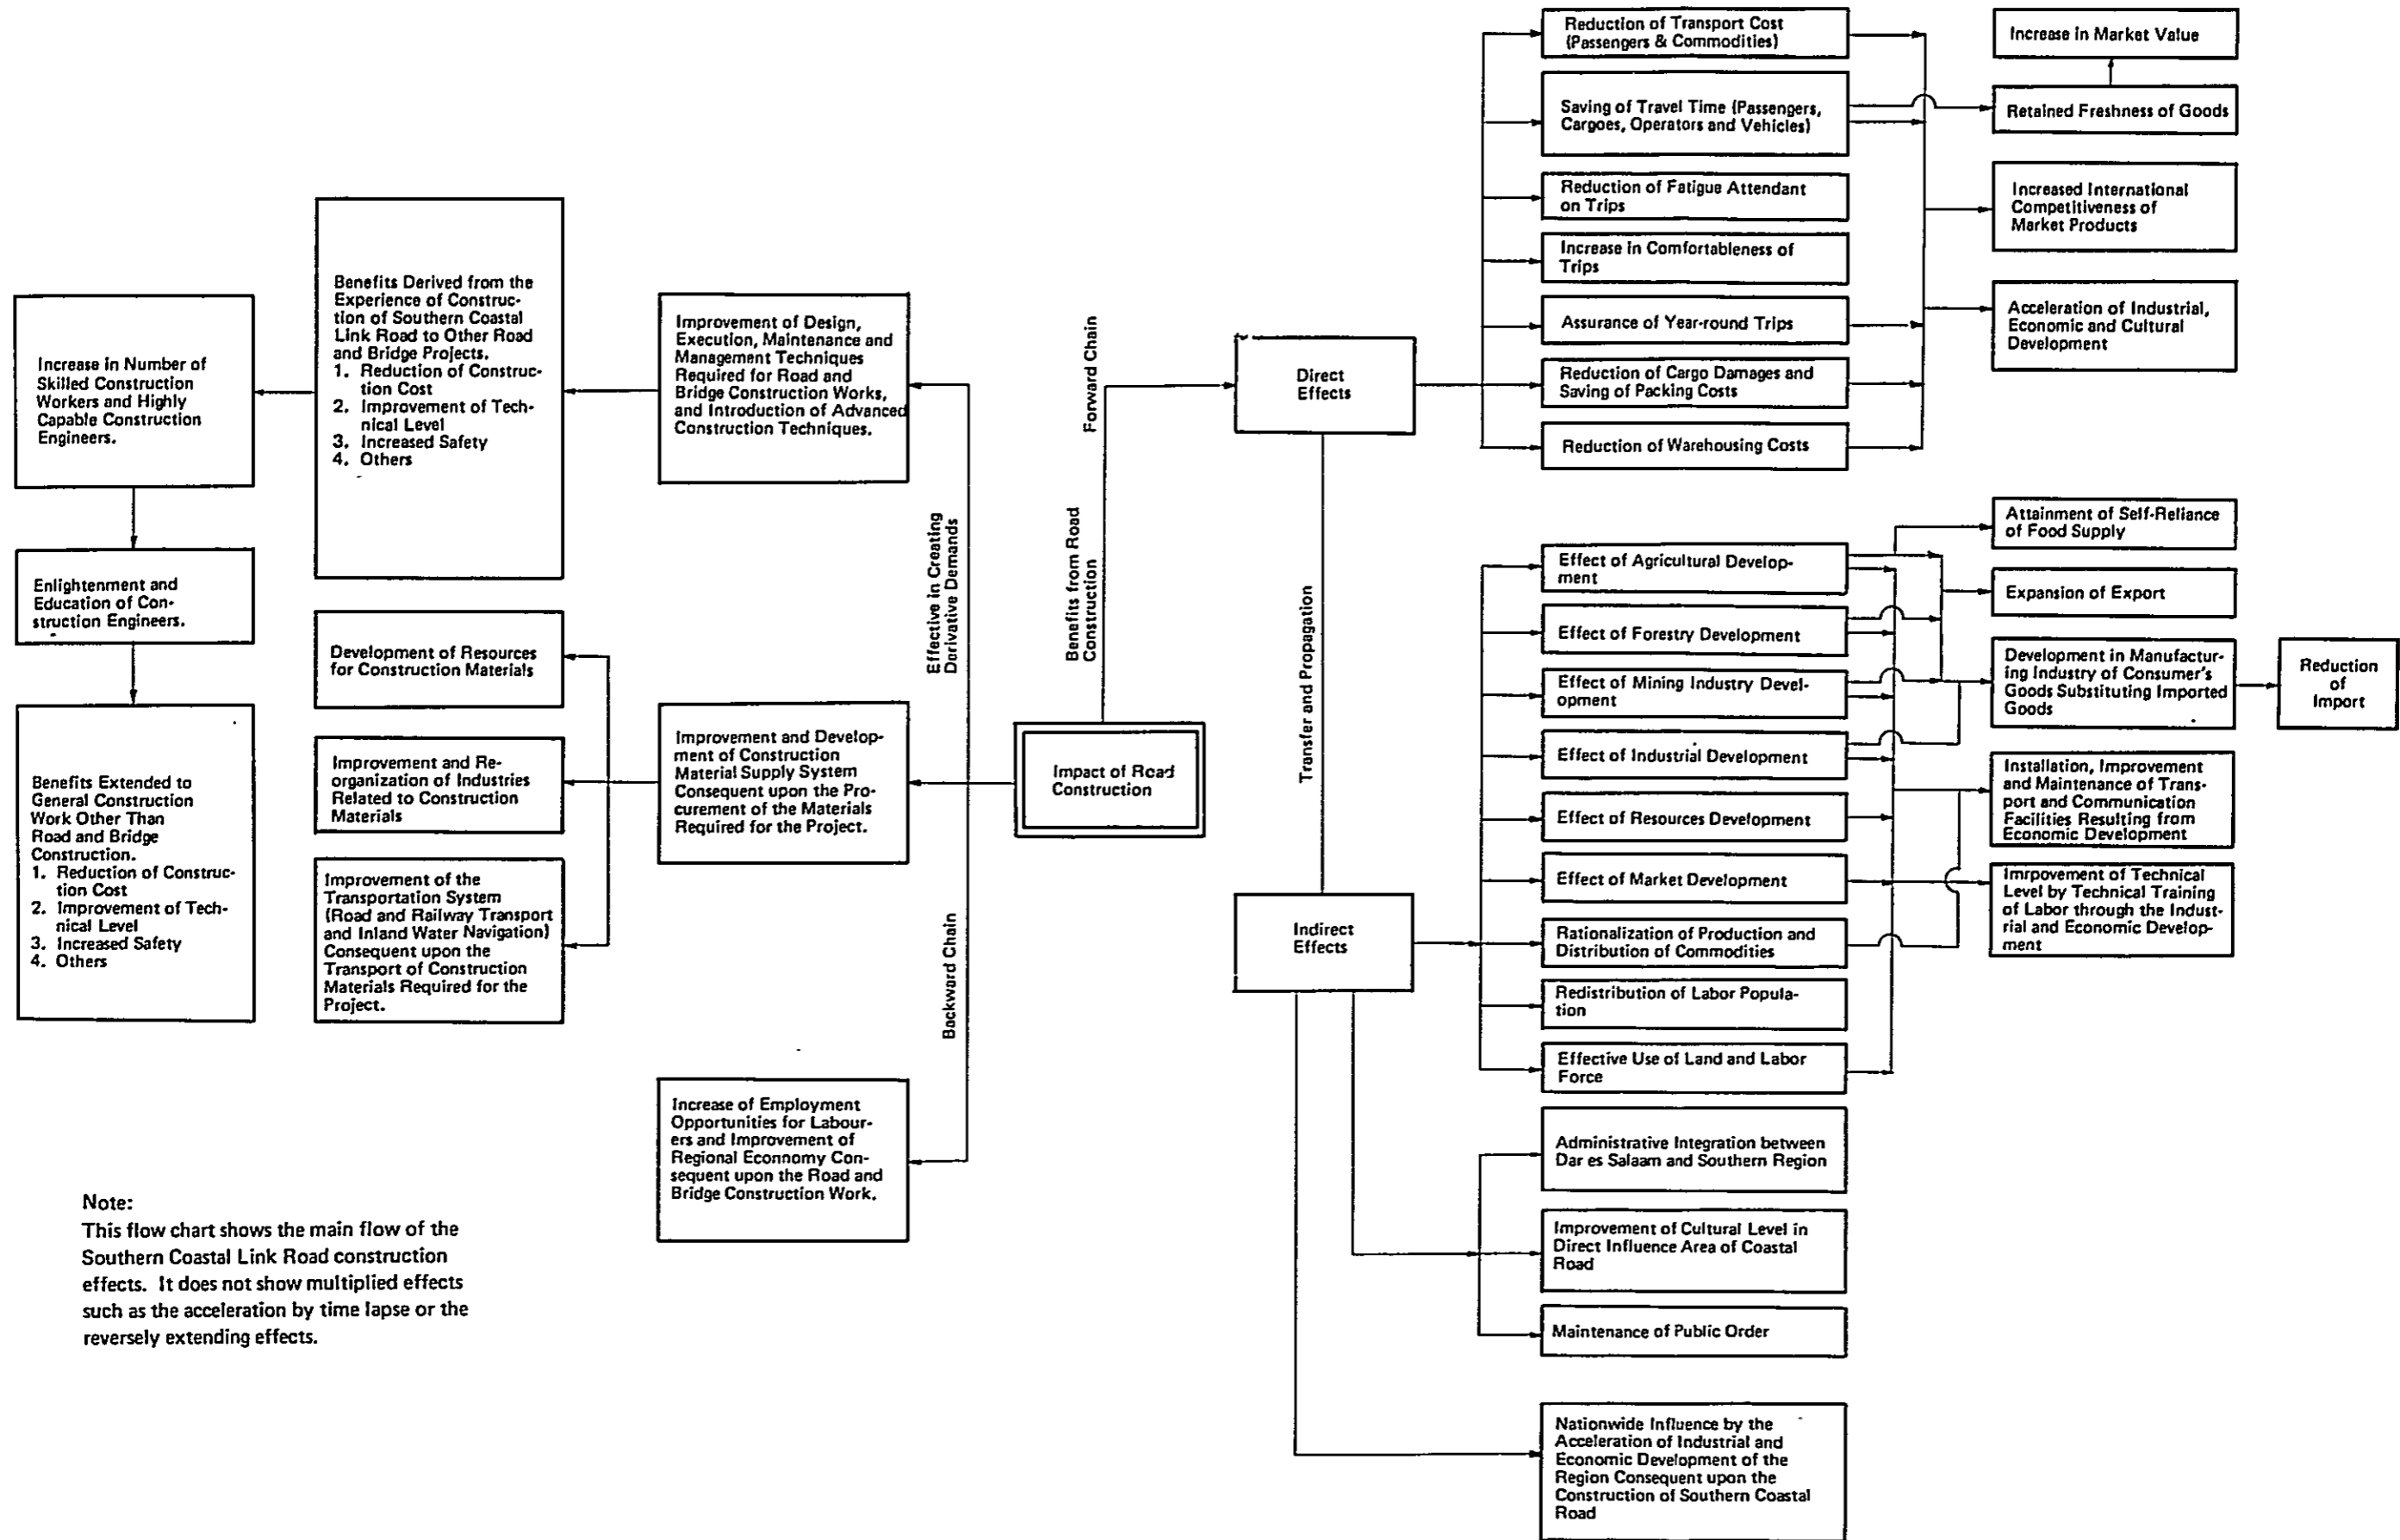 Increase in Number of
Skilled Construction
Workers and Highly
Capable Construction
Engineers.
Enlightenment and
Education of Con-
struction Engineers.
Benefits Extended to
General Construction
Work Other Than
Road and Bridge
Construction.
1. Reduction of Construc-
tion Cost
2. Improvement of Tech-
nical Level
3. Increased Safety
4. Others
Benefits Derived from the
Experience of Construc-
tion of Southern Coastal
Link Road to Other Road
and Bridge Projects.
1. Reduction of Construc-
tion Cost
2. Improvement of Tech-
nical Level
3. Increased Safety
4. Others
Development of Resources
for Construction Materials
Improvement and Re-
organization of Industries
Related to Construction
Materials
Improvement of the
Transportation System
(Road and Railway Transport
and Inland Water Navigation)
Consequent upon the
Transport of Construction
Materials Required for the
Project.
Improvement of Design,
Execution, Maintenance and
Management Techniques
Required for Road and
Bridge Construction Works,
and Introduction of Advanced
Construction Techniques.
Improvement and Develop-
ment of Construction
Material Supply System
Consequent upon the Pro-
curement of the Materials
Required for the Project.
Increase of Employment
Opportunities for Labour-
ers and Improvement of
Regional Econnomy Con-
sequent upon the Road and
Bridge Construction Work.
Effective in Creating
Derivative Demands
Backward Chain
Forward Chain
Benefits from Road
Construction
Impact of Road
Construction
Direct
Effects
Transfer and Propagation
Indirect
Effects
Reduction of Transport Cost
(Passengers & Commodities)
Saving of Travel Time (Passengers,
Cargoes, Operators and Vehicles)
Reduction of Fatigue Attendant
on Trips
Increase in Comfortableness of
Trips
Assurance of Year-round Trips
Reduction of Cargo Damages and
Saving of Packing Costs
Reduction of Warehousing Costs
Increase in Market Value
Retained Freshness of Goods
Increased International
Competitiveness of
Market Products
Acceleration of Industrial,
Economic and Cultural
Development
Effect of Agricultural Develop-
ment
Effect of Forestry Development
Effect of Mining Industry Devel-
opment
Effect of Industrial Development
Effect of Resources Development
Effect of Market Development
Rationalization of Production and
Distribution of Commodities
Redistribution of Labor Popula-
tion
Effective Use of Land and Labor
Force
Attainment of Self-Reliance
of Food Supply
Expansion of Export
Development in Manufactur-
ing Industry of Consumer's
Goods Substituting Imported
Goods
Reduction
of
Import
Installation, Improvement
and Maintenance of Trans-
port and Communication
Facilities Resulting from
Economic Development
Imrpovement of Technical
Level by Technical Training
of Labor through the Indust-
rial and Economic Develop-
ment
Administrative Integration between
Dar es Salaam and Southern Region
Improvement of Cultural Level in
Direct Influence Area of Coastal
Road
Maintenance of Public Order
Nationwide Influence by the
Acceleration of Industrial and
Economic Development of the
Region Consequent upon the
Construction of Southern Coastal
Road
Note:
This flow chart shows the main flow of the
Southern Coastal Link Road construction
effects. It does not show multiplied effects
such as the acceleration by time lapse or the
reversely extending effects.